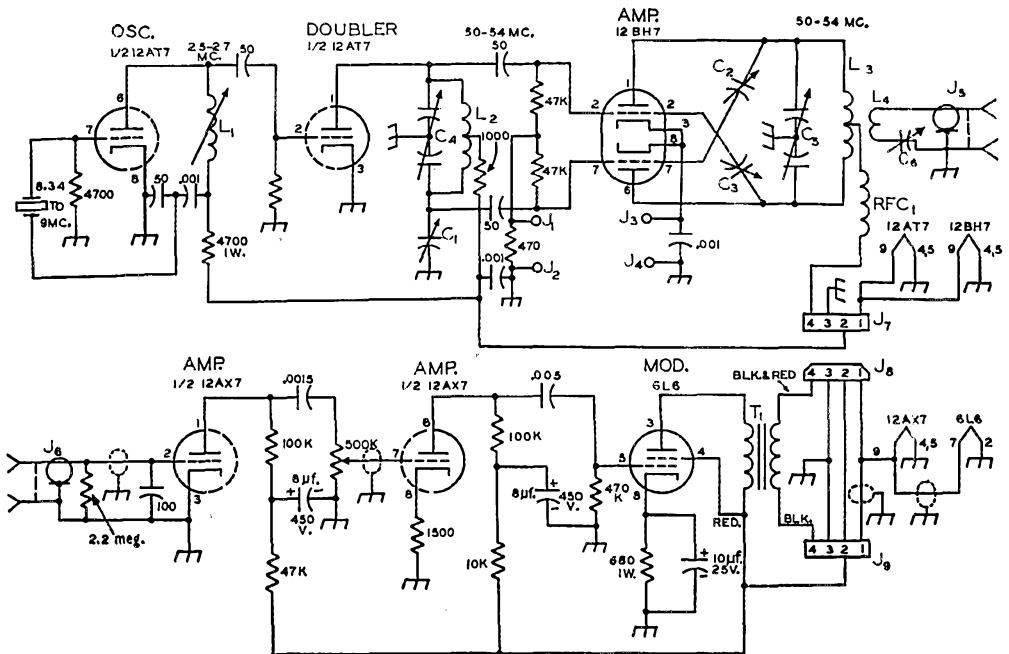 OSC.
1/2 12AT7
25-27
MC.
50
DOUBLER
1/2 12AT7
50-54 MC.
50
AMP.
12BH7
50-54 MC.
6
7
8
L1
2
1
3
C4
L2
1000
47K
47K
1
2
2
3
8
7
7
6
C2
C3
C5
L3
L4
J5
C6
8.34
TO
9MC.
4700
50
.001
4700
1W.
C1
50
.001
J1
470
J2
J3
J4
.001
RFC1
12AT7
9
4,5
12BH7
9
4,5
4 3 2 1
J7
AMP.
1/2 12AX7
.0015
AMP.
1/2 12AX7
.005
MOD.
6L6
BLK.& RED
4 3 2 1
J8
J6
2
1
3
100
2.2 meg.
100K
500K
+ 8µf. -
450
V.
47K
7
6
8
1500
100K
8µf.
+
-
450
V.
10K
470
K
3
5
4
8
680
1W.
+
10µf.
-
25V.
T1
RED.
BLK.
12AX7
9
4,5
6L6
7
2
4 3 2 1
J9